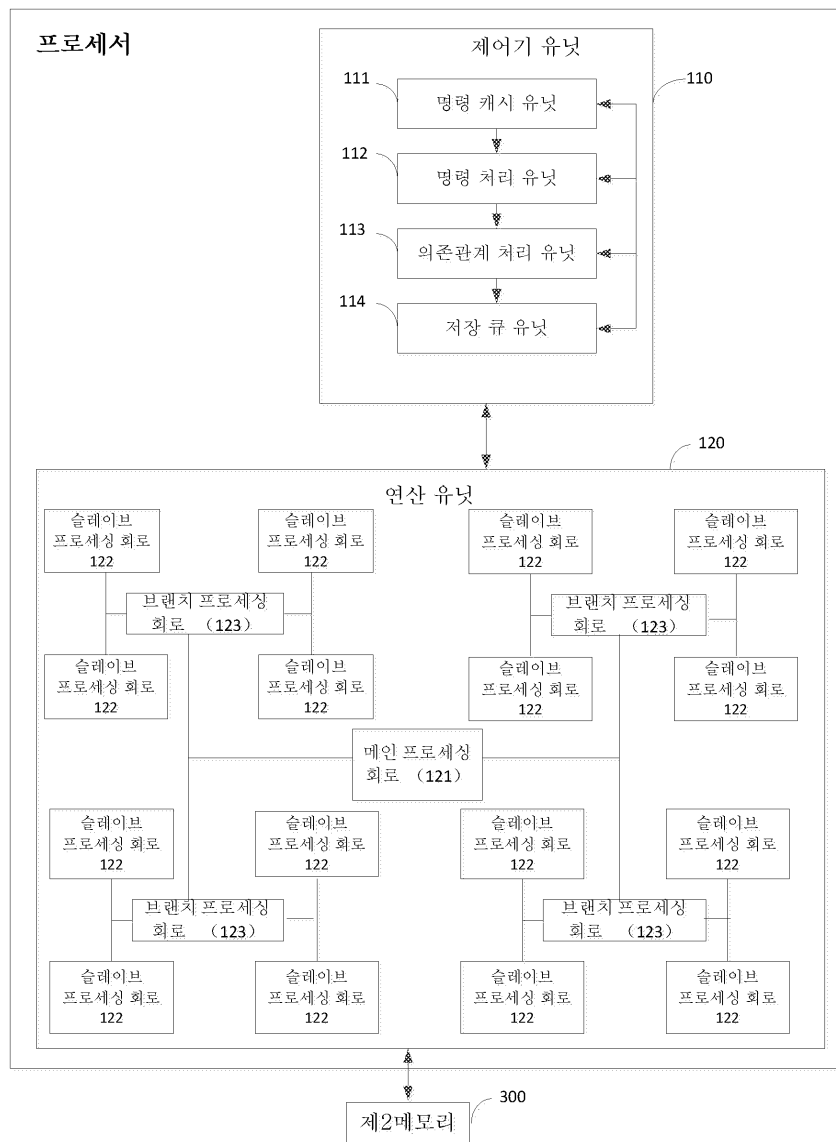 프로세서
제어기 유닛
110
111
명령 캐시 유닛
112
명령 처리 유닛
113
의존관계 처리 유닛
114
저장 큐 유닛
120
연산 유닛
슬레이브
프로세싱 회로
122
슬레이브
프로세싱 회로
122
슬레이브
프로세싱 회로
122
슬레이브
프로세싱 회로
122
브랜치 프로세싱
회로 (123)
브랜치 프로세싱
회로 (123)
슬레이브
프로세싱 회로
122
슬레이브
프로세싱 회로
122
슬레이브
프로세싱 회로
122
슬레이브
프로세싱 회로
122
메인 프로세싱
회로 (121)
슬레이브
프로세싱 회로
122
슬레이브
프로세싱 회로
122
슬레이브
프로세싱 회로
122
슬레이브
프로세싱 회로
122
브랜치 프로세싱
회로 (123)
브랜치 프로세싱
회로 (123)
슬레이브
프로세싱 회로
122
슬레이브
프로세싱 회로
122
슬레이브
프로세싱 회로
122
슬레이브
프로세싱 회로
122
300
제2메모리